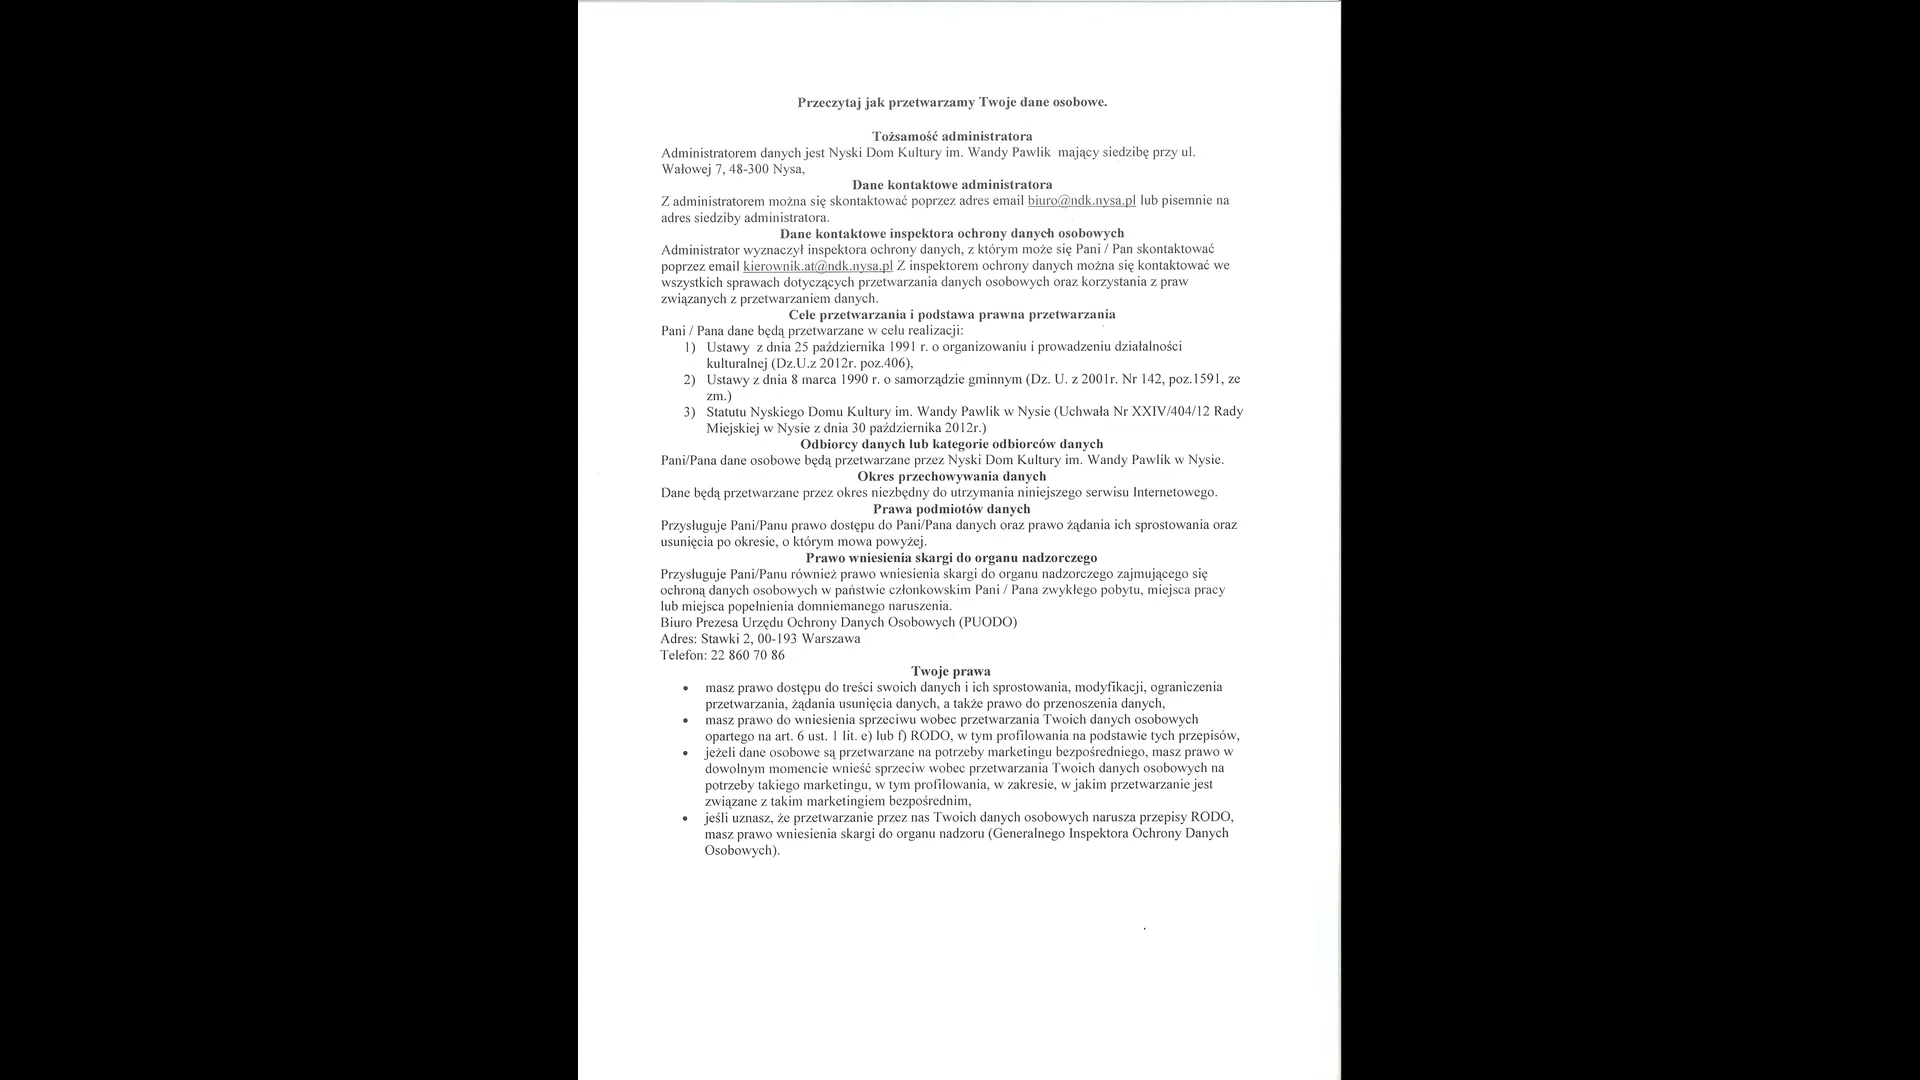 Przeczytaj jak przetwarzamy Twoje dane osobowe.
Tożsamość administratora
Administratorem danych jest Nyski Dom Kultury im. Wandy Pawlik mający siedzibę przy ul.
Wałowej 7, 48-300 Nysa,
Dane kontaktowe administratora
Z administratorem można się skontaktować poprzez adres email biuro@ndk.nysa.pl lub pisemnie na
adres siedziby administratora.
Dane kontaktowe inspektora ochrony danych osobowych
Administrator wyznaczył inspektora ochrony danych, z którym może się Pani / Pan skontaktować
poprzez email kierownik.at@ndk.nysa.pl Z inspektorem ochrony danych można się kontaktować we
wszystkich sprawach dotyczących przetwarzania danych osobowych oraz korzystania z praw
związanych z przetwarzaniem danych.
Cele przetwarzania i podstawa prawna przetwarzania
Pani / Pana dane będą przetwarzane w celu realizacji:
1) Ustawy z dnia 25 października 1991 r. o organizowaniu i prowadzeniu działalności
kulturalnej (Dz.U.z 2012r. poz.406),
2) Ustawy z dnia 8 marca 1990 r. o samorządzie gminnym (Dz. U. z 2001r. Nr 142, poz.1591, ze
zm.)
3) Statutu Nyskiego Domu Kultury im. Wandy Pawlik w Nysie (Uchwała Nr XXIV/404/12 Rady
Miejskiej w Nysie z dnia 30 października 2012r.)
Odbiorcy danych lub kategorie odbiorców danych
Pani/Pana dane osobowe będą przetwarzane przez Nyski Dom Kultury im. Wandy Pawlik w Nysie.
Okres przechowywania danych
Dane będą przetwarzane przez okres niezbędny do utrzymania niniejszego serwisu Internetowego.
Prawa podmiotów danych
Przysługuje Pani/Panu prawo dostępu do Pani/Pana danych oraz prawo żądania ich sprostowania oraz
usunięcia po okresie, o którym mowa powyżej.
Prawo wniesienia skargi do organu nadzorczego
Przysługuje Pani/Panu również prawo wniesienia skargi do organu nadzorczego zajmującego się
ochroną danych osobowych w państwie członkowskim Pani / Pana zwykłego pobytu, miejsca pracy
lub miejsca popełnienia domniemanego naruszenia.
Biuro Prezesa Urzędu Ochrony Danych Osobowych (PUODO)
Adres: Stawki 2, 00-193 Warszawa
Telefon: 22 860 70 86
Twoje prawa
• masz prawo dostępu do treści swoich danych i ich sprostowania, modyfikacji, ograniczenia
przetwarzania, żądania usunięcia danych, a także prawo do przenoszenia danych,
• masz prawo do wniesienia sprzeciwu wobec przetwarzania Twoich danych osobowych
opartego na art. 6 ust. 1 lit. e) lub f) RODO, w tym profilowania na podstawie tych przepisów,
• jeżeli dane osobowe są przetwarzane na potrzeby marketingu bezpośredniego, masz prawo w
dowolnym momencie wnieść sprzeciw wobec przetwarzania Twoich danych osobowych na
potrzeby takiego marketingu, w tym profilowania, w zakresie, w jakim przetwarzanie jest
związane z takim marketingiem bezpośrednim,
• jeśli uznasz, że przetwarzanie przez nas Twoich danych osobowych narusza przepisy RODO,
masz prawo wniesienia skargi do organu nadzoru (Generalnego Inspektora Ochrony Danych
Osobowych).